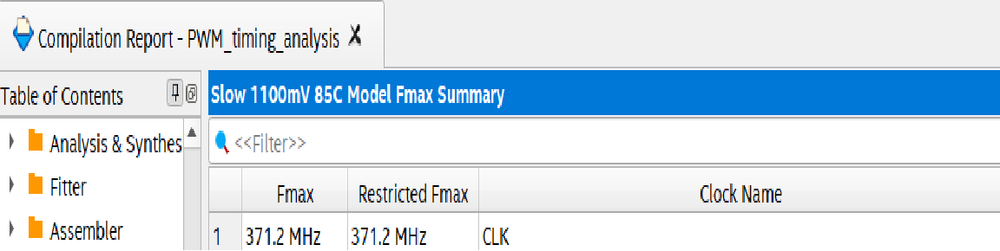 Compilation Report - PWM_timing_analysis X
Table of Contents
Analysis & Synthes
Fitter
Assembler
Slow 1100mV 85C Model Fmax Summary
<<Filter>>
Fmax Restricted Fmax Clock Name
1 371.2 MHz 371.2 MHz CLK